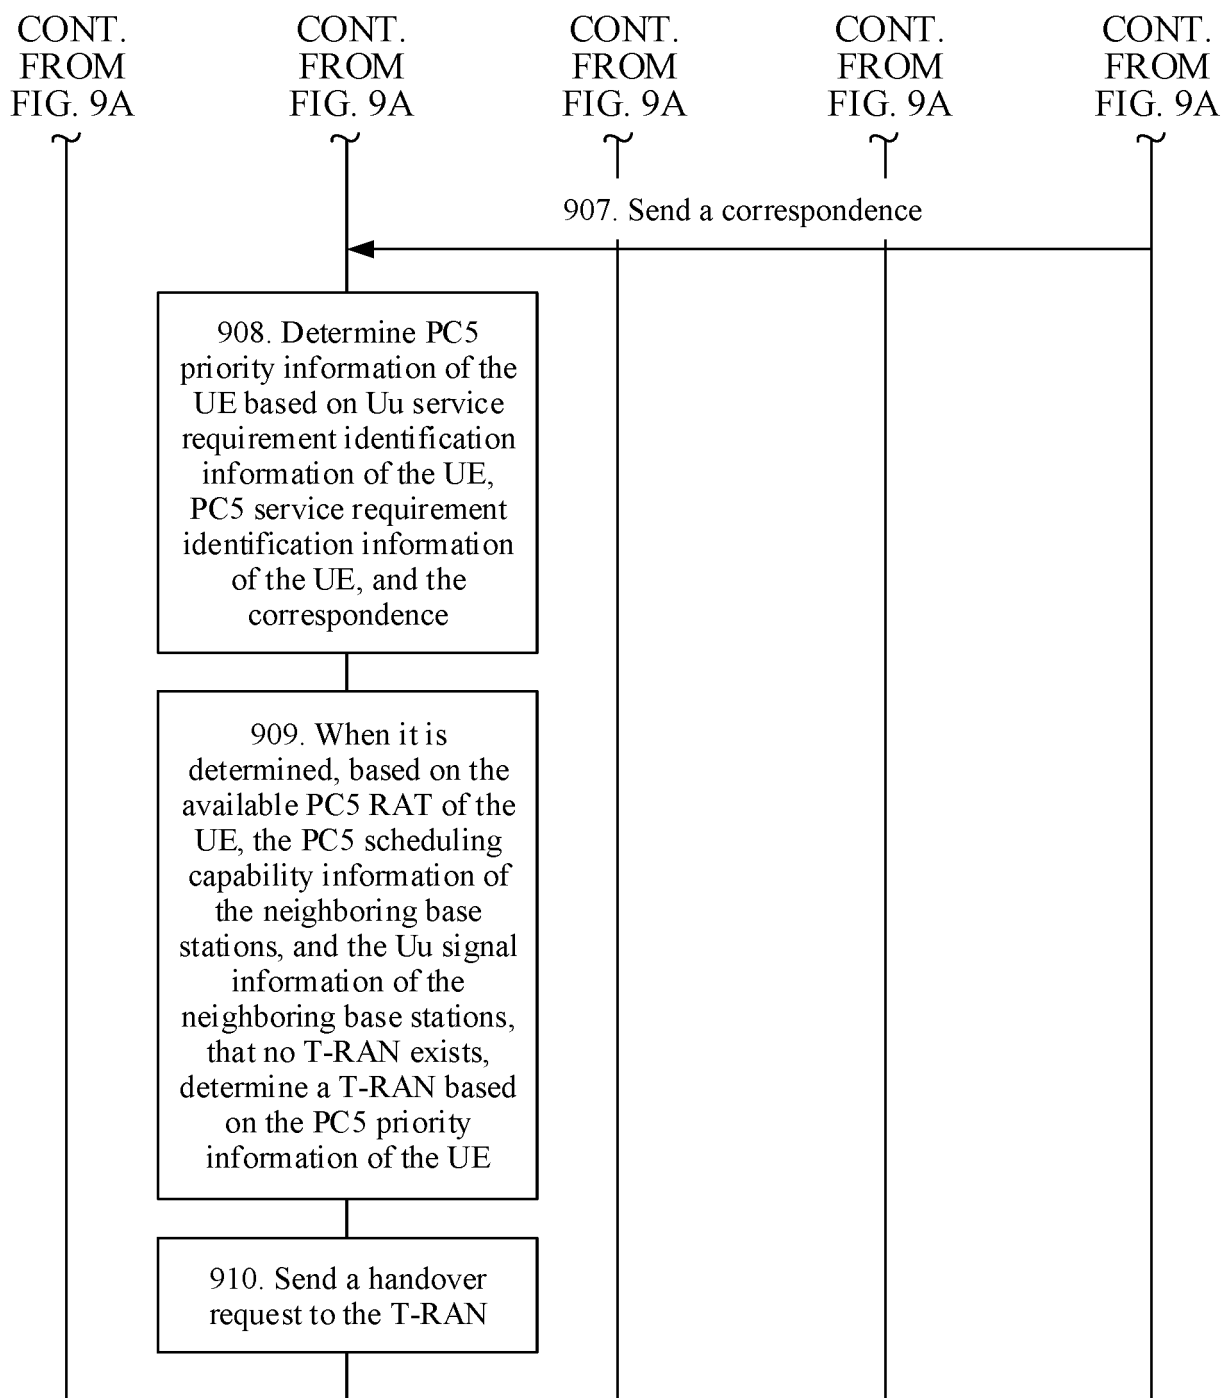 CONT.
FROM
FIG. 9A
CONT.
FROM
FIG. 9A
CONT.
FROM
FIG. 9A
CONT.
FROM
FIG. 9A
CONT.
FROM
FIG. 9A
907. Send a correspondence
908. Determine PC5
priority information of the
UE based on Uu service
requirement identification
information of the UE,
PC5 service requirement
identification information
of the UE, and the
correspondence
909. When it is
determined, based on the
available PC5 RAT of the
UE, the PC5 scheduling
capability information of
the neighboring base
stations, and the Uu signal
information of the
neighboring base stations,
that no T-RAN exists,
determine a T-RAN based
on the PC5 priority
information of the UE
910. Send a handover
request to the T-RAN